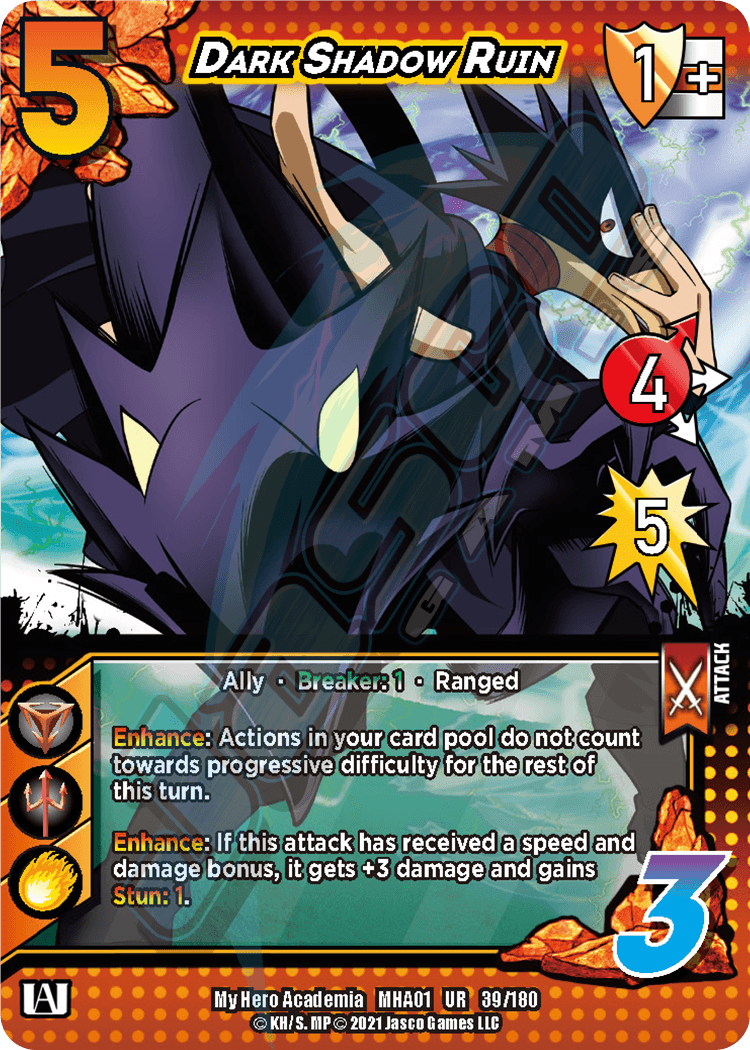 5
DARK SHADOW RUIN
1 +
4
5
ATTACK
Ally · Breaker: 1 · Ranged
Enhance: Actions in your card pool do not count
towards progressive difficulty for the rest of
this turn.
Enhance: If this attack has received a speed and
damage bonus, it gets +3 damage and gains
Stun: 1.
3
UA
My Hero Academia MHA01 UR 39/180
© KH/ S. MP © 2021 Jasco Games LLC